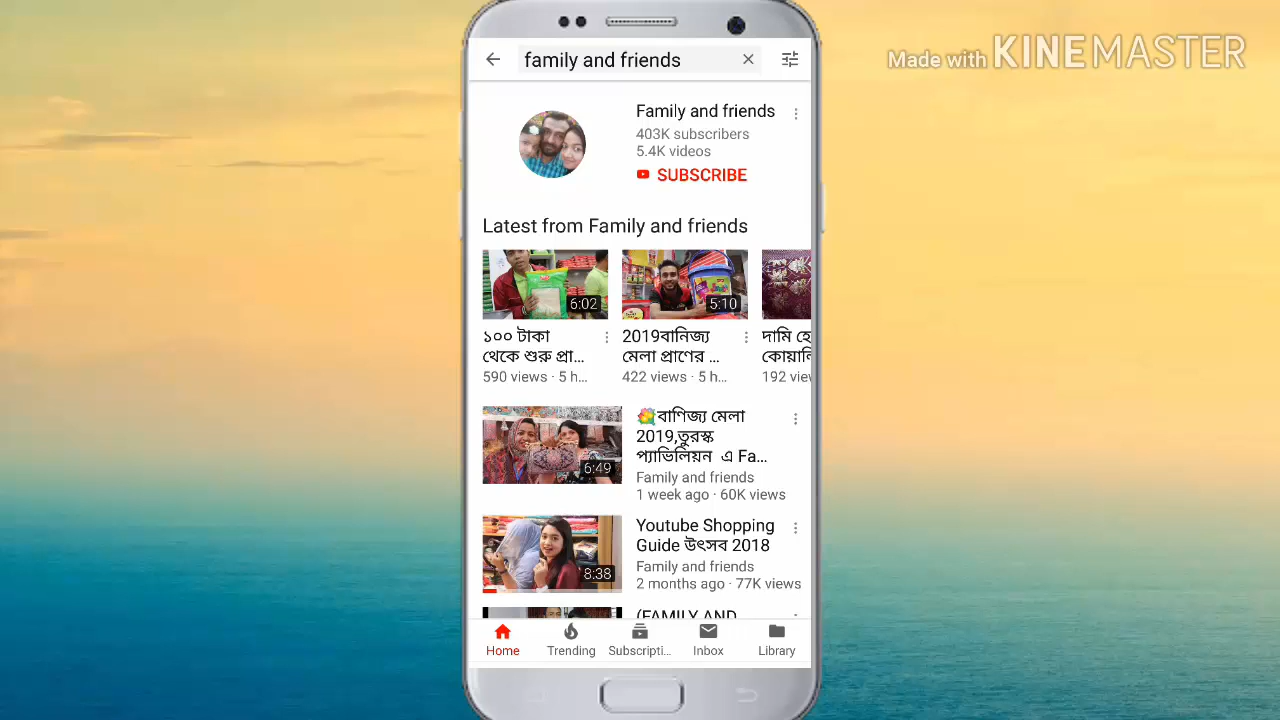 Made with KINEMASTER
family and friends
Family and friends
403K subscribers
5.4K videos
SUBSCRIBE
Latest from Family and friends
6:02
5:10
১০০ টাকা
থেকে শুরু প্রা...
590 views · 5 h...
2019বানিজ্য
মেলা প্রাণের ...
422 views · 5 h...
দামি হে
কোয়ালি
192 view
6:49
বাণিজ্য মেলা
2019,তুরস্ক
প্যাভিলিয়ন এ Fa...
Family and friends
1 week ago · 60K views
8:38
Youtube Shopping
Guide উৎসব 2018
Family and friends
2 months ago · 77K views
(FAMILY AND
Home
Trending
Subscripti...
Inbox
Library